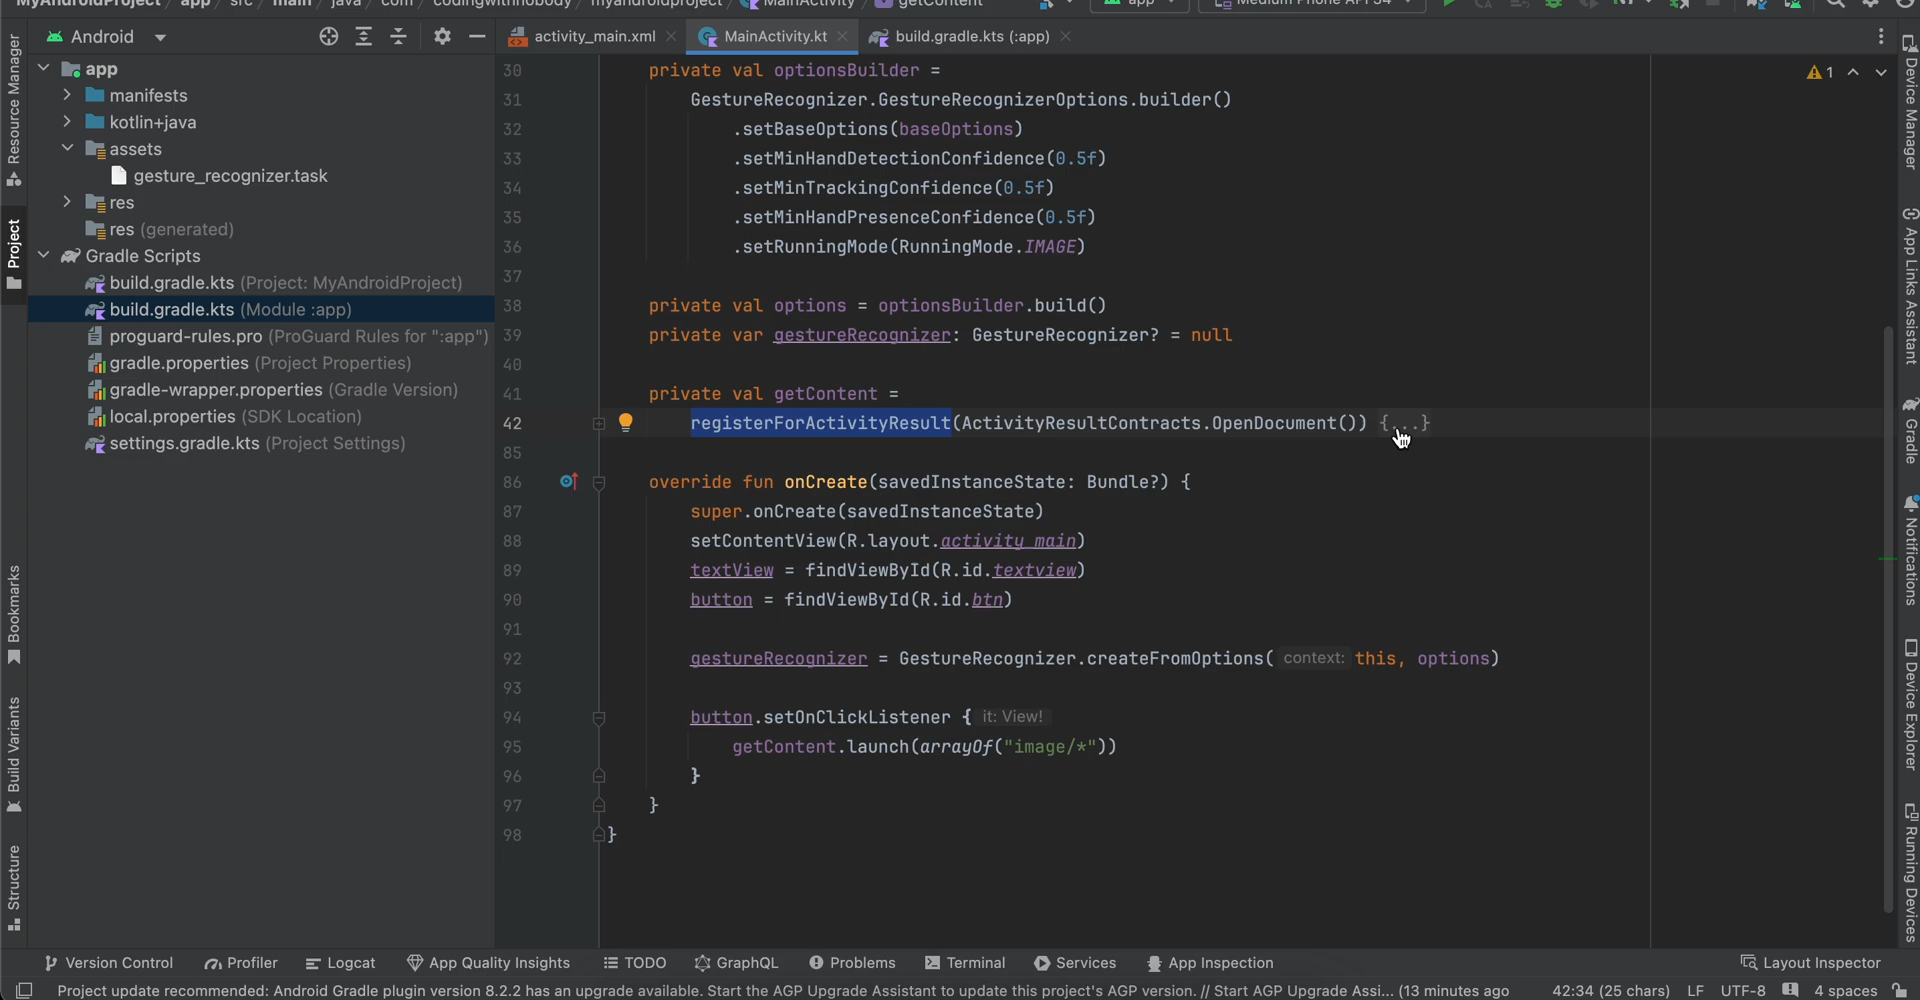 MyAndroidProject / app / src / main / java / com / codingwithnobody / myandroidproject / MainActivity / getContent
app
Medium Phone API 34
Android
activity_main.xml
MainActivity.kt
build.gradle.kts (:app)
app
manifests
kotlin+java
assets
gesture_recognizer.task
res
res (generated)
Gradle Scripts
build.gradle.kts (Project: MyAndroidProject)
build.gradle.kts (Module :app)
proguard-rules.pro (ProGuard Rules for ":app")
gradle.properties (Project Properties)
gradle-wrapper.properties (Gradle Version)
local.properties (SDK Location)
settings.gradle.kts (Project Settings)
Resource Manager
Project
Bookmarks
Build Variants
Structure
30 private val optionsBuilder =
31 GestureRecognizer.GestureRecognizerOptions.builder()
32 .setBaseOptions(baseOptions)
33 .setMinHandDetectionConfidence(0.5f)
34 .setMinTrackingConfidence(0.5f)
35 .setMinHandPresenceConfidence(0.5f)
36 .setRunningMode(RunningMode.IMAGE)
37
38 private val options = optionsBuilder.build()
39 private var gestureRecognizer: GestureRecognizer? = null
40
41 private val getContent =
42 registerForActivityResult(ActivityResultContracts.OpenDocument()) {...}
85
86 override fun onCreate(savedInstanceState: Bundle?) {
87 super.onCreate(savedInstanceState)
88 setContentView(R.layout.activity_main)
89 textView = findViewById(R.id.textview)
90 button = findViewById(R.id.btn)
91
92 gestureRecognizer = GestureRecognizer.createFromOptions( context: this, options)
93
94 button.setOnClickListener { it: View!
95 getContent.launch(arrayOf("image/*"))
96 }
97 }
98 }
1
Device Manager
App Links Assistant
Gradle
Notifications
Device Explorer
Running Devices
Version Control
Profiler
Logcat
App Quality Insights
TODO
GraphQL
Problems
Terminal
Services
App Inspection
Layout Inspector
Project update recommended: Android Gradle plugin version 8.2.2 has an upgrade available. Start the AGP Upgrade Assistant to update this project's AGP version. // Start AGP Upgrade Assi... (13 minutes ago
42:34 (25 chars)
LF
UTF-8
4 spaces